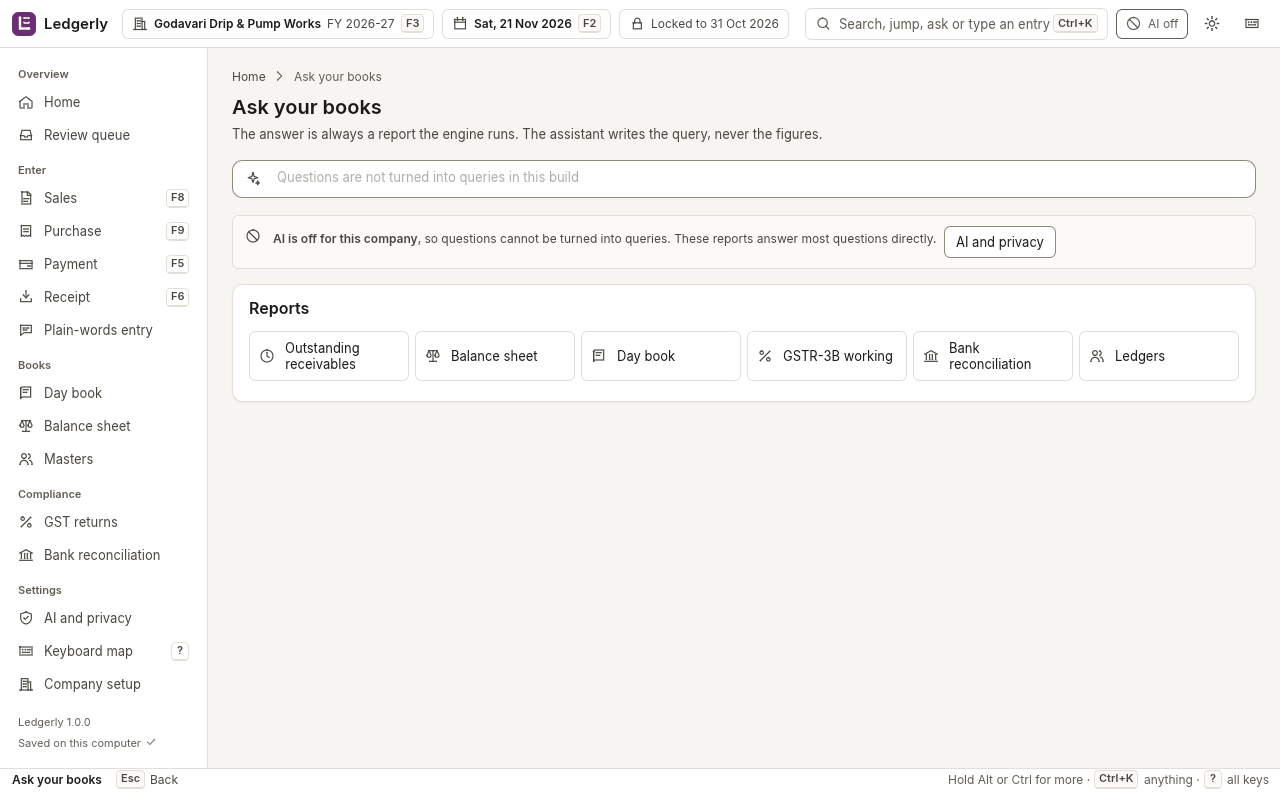 Ledgerly
Godavari Drip & Pump Works FY 2026-27 F3
Sat, 21 Nov 2026 F2
Locked to 31 Oct 2026
Search, jump, ask or type an entry Ctrl+K
AI off
Overview
Home
Review queue
Enter
Sales F8
Purchase F9
Payment F5
Receipt F6
Plain-words entry
Books
Day book
Balance sheet
Masters
Compliance
GST returns
Bank reconciliation
Settings
AI and privacy
Keyboard map ?
Company setup
Ledgerly 1.0.0
Saved on this computer
Home Ask your books
Ask your books
The answer is always a report the engine runs. The assistant writes the query, never the figures.
Questions are not turned into queries in this build
AI is off for this company, so questions cannot be turned into queries. These reports answer most questions directly. AI and privacy
Reports
Outstanding
receivables
Balance sheet
Day book
GSTR-3B working
Bank
reconciliation
Ledgers
Ask your books Esc Back
Hold Alt or Ctrl for more · Ctrl+K anything · ? all keys